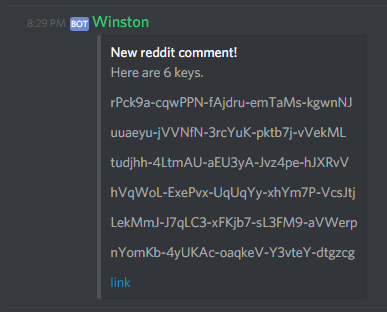 8:29 PM BOT Winston
New reddit comment!
Here are 6 keys.
rPck9a-cqwPPN-fAjdru-emTaMs-kgwnNJ
uuaeyu-jVVNfN-3rcYuK-pktb7j-vVekML
tudjhh-4LtmAU-aEU3yA-Jvz4pe-hJXRvV
hVqWoL-ExePvx-UqUqYy-xhYm7P-VcsJtj
LekMmJ-J7qLC3-xFKjb7-sL3FM9-aVWerp
nYomKb-4yUKAc-oaqkeV-Y3vteY-dtgzcg
link